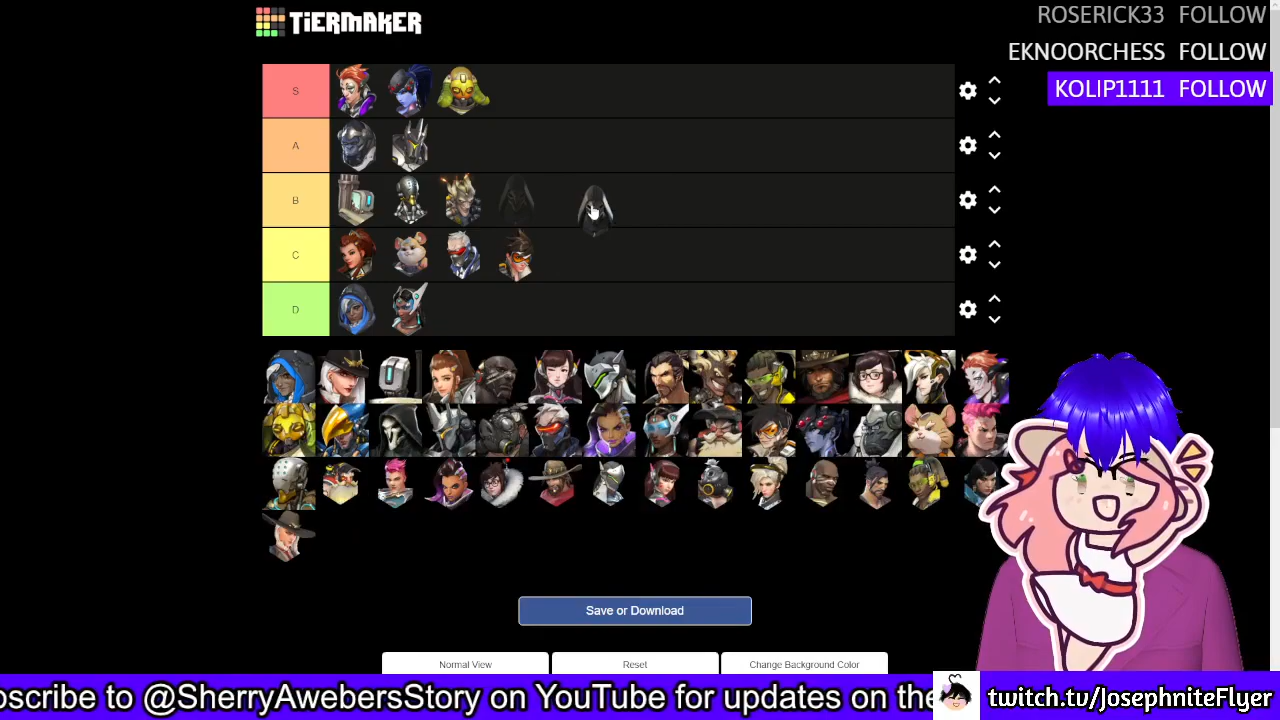 TIERMAKER
ROSERICK33 FOLLOW
EKNOORCHESS FOLLOW
KOLIP1111 FOLLOW
S
A
B
C
D
Save or Download
Normal View
Reset
Change Background Color
bscribe to @SherryAwebersStory on YouTube for updates on the
twitch.tv/JosephniteFlyer